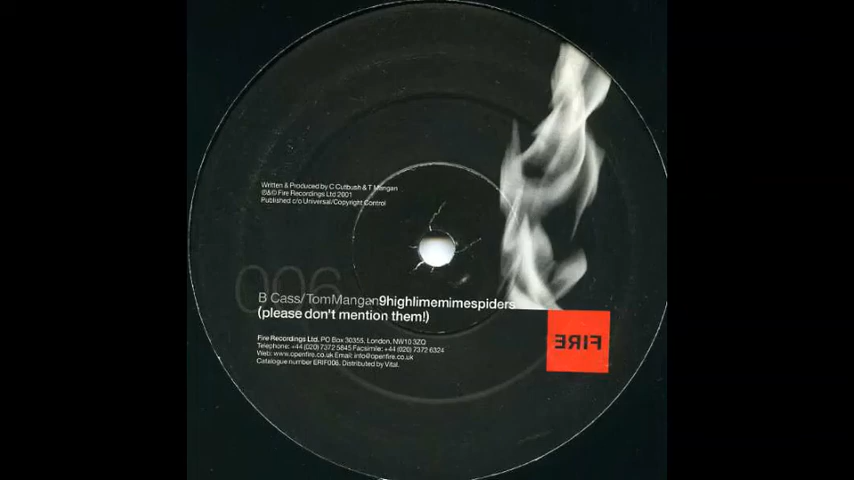 Written & Produced by C Cutbush & T Mangan
℗&© Fire Recordings Ltd 2001
Published c/o Universal/Copyright Control
006
B Cass/TomMangan9highlimemimespiders
(please don't mention them!)
Fire Recordings Ltd. PO Box 30355, London, NW10 3ZQ
Telephone: +44 (020) 7372 5845 Facsimile: +44 (020) 7372 6324
Web: www.openfire.co.uk Email: info@openfire.co.uk
Catalogue number ERIF006. Distributed by Vital.
FIRE